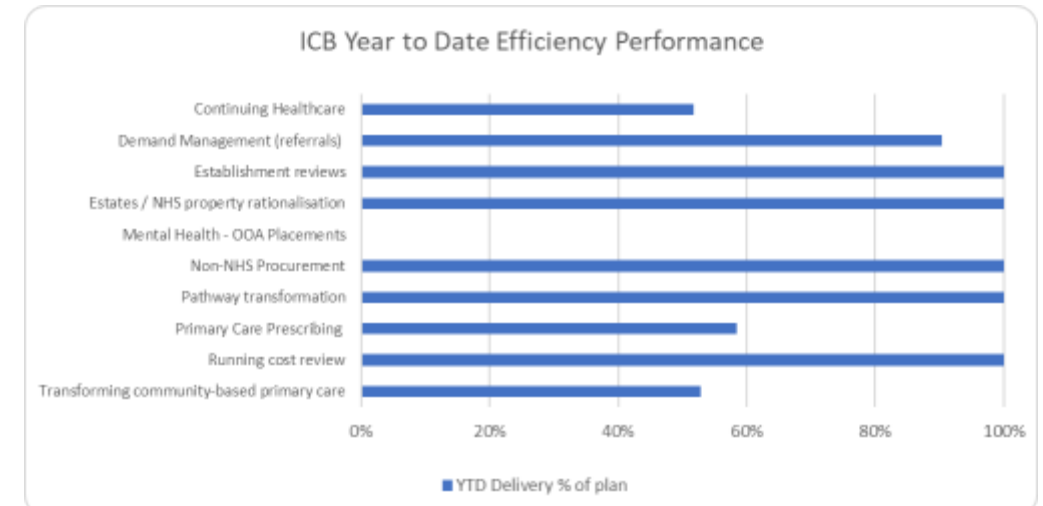 ICB Year to Date Efficiency Performance
Continuing Healthcare
Demand Management (referrals)
Establishment reviews
Estates / NHS property rationalisation
Mental Health - OOA Placements
Non-NHS Procurement
Pathway transformation
Primary Care Prescribing
Running cost review
Transforming community-based primary care
0% 20% 40% 60% 80% 100%
YTD Delivery % of plan